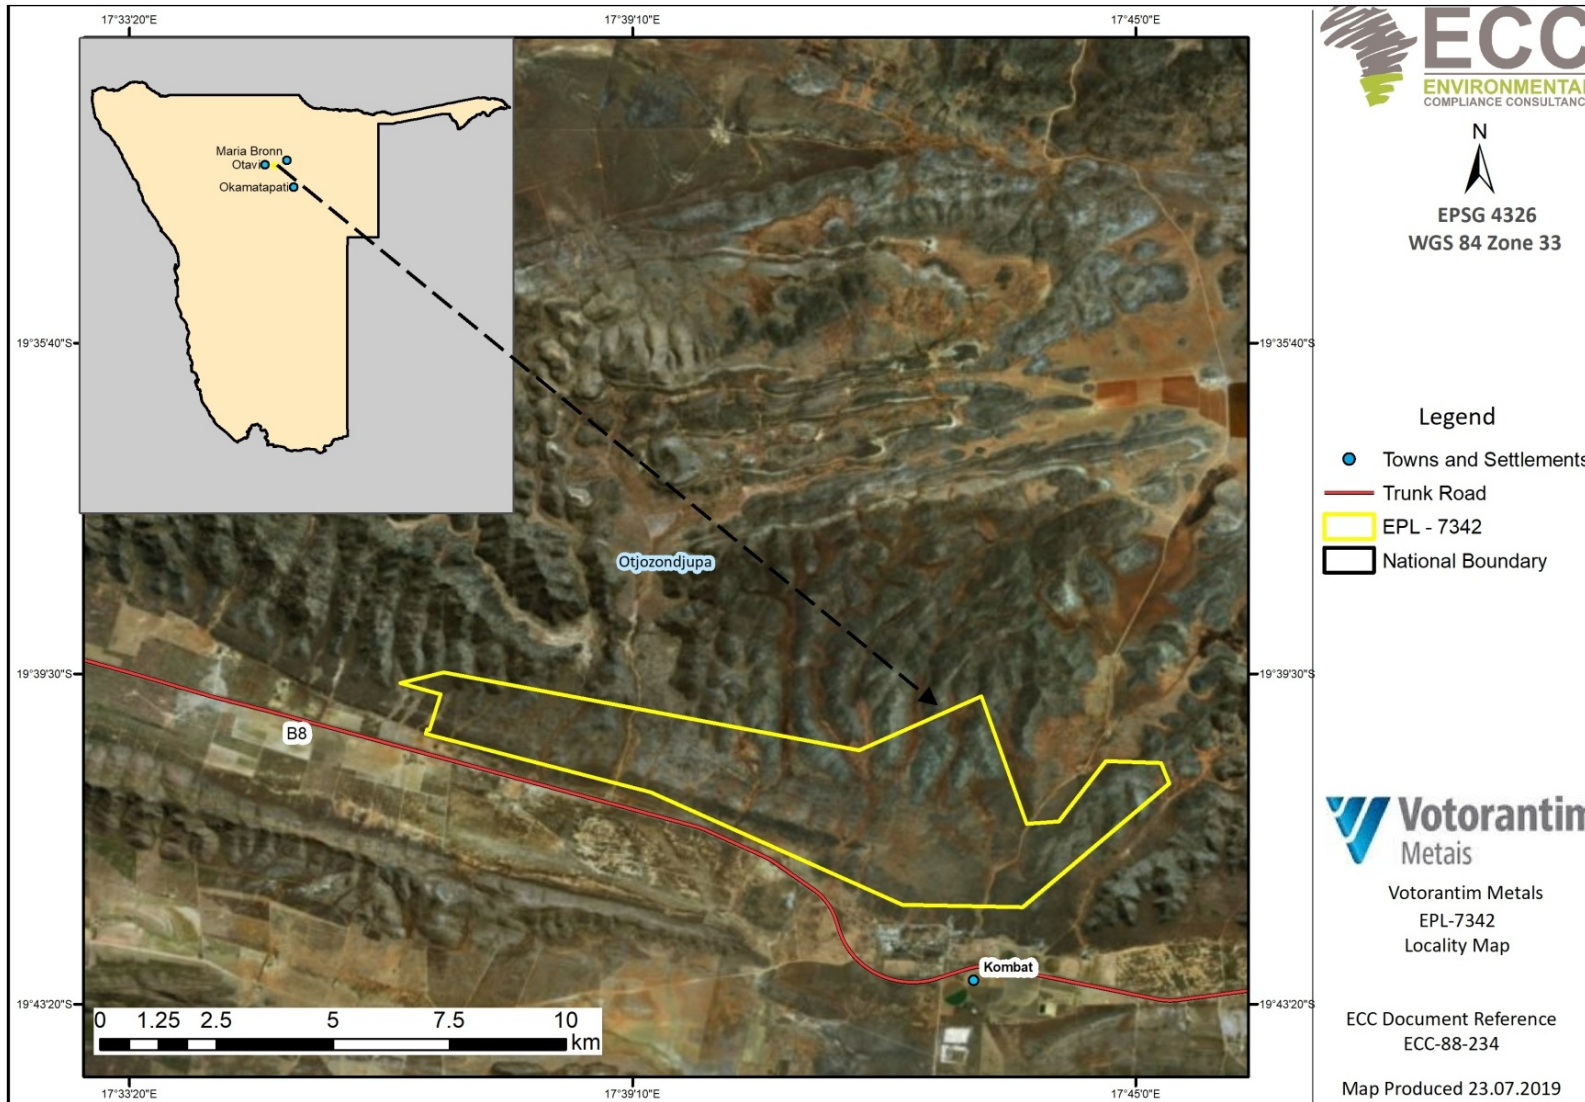 17°33'20"E
17°39'10"E
17°45'0"E
Maria Bronn
Otavi
Okamatapati
19°35'40"S
19°35'40"S
Otjozondjupa
19°39'30"S
19°39'30"S
B8
Kombat
19°43'20"S
19°43'20"S
0 1.25 2.5 5 7.5 10
km
17°33'20"E
17°39'10"E
17°45'0"E
ECC
ENVIRONMENTAL
COMPLIANCE CONSULTANC
N
EPSG 4326
WGS 84 Zone 33
Legend
Towns and Settlements
Trunk Road
EPL - 7342
National Boundary
Votorantim
Metais
Votorantim Metals
EPL-7342
Locality Map
ECC Document Reference
ECC-88-234
Map Produced 23.07.2019